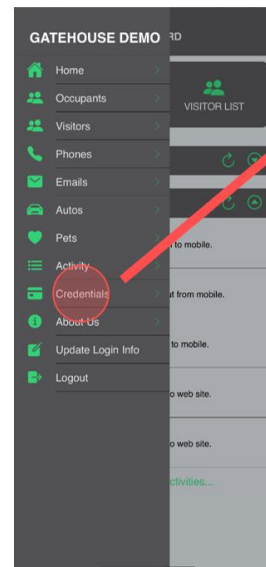 GATEHOUSE DEMO
RD
Home
Occupants
VISITOR LIST
Visitors
Phones
Emails
Autos
Pets
to mobile.
Activity
Credentials
ut from mobile.
About Us
Update Login Info
to mobile.
Logout
o web site.
o web site.
ctivities...